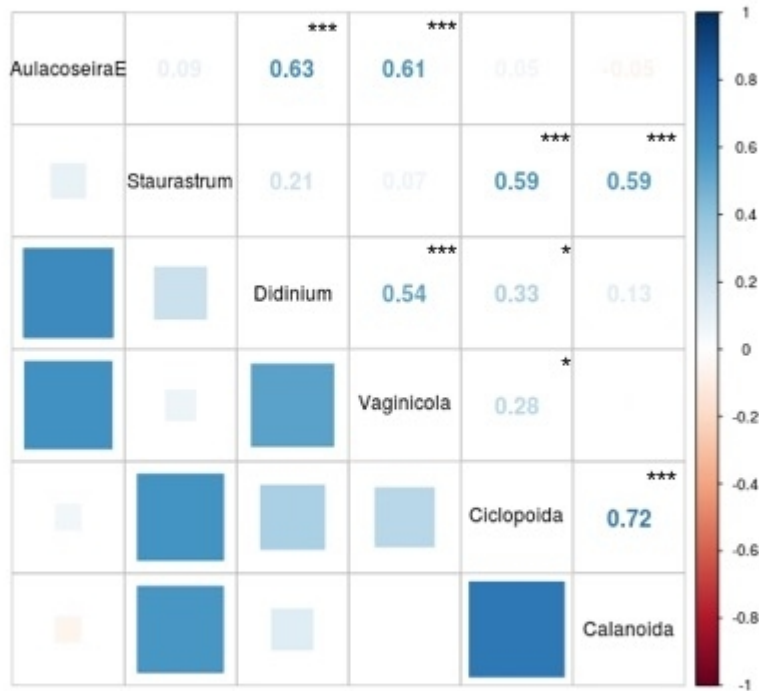 *** ***
AulacoseiraE 0.09 0.63 0.61 0.05 -0.05
*** ***
Staurastrum 0.21 0.07 0.59 0.59
*** *
Didinium 0.54 0.33 0.13
*
Vaginicola 0.28
***
Ciclopoida 0.72
Calanoida
1
0.8
0.6
0.4
0.2
0
-0.2
-0.4
-0.6
-0.8
-1